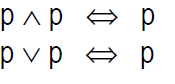 p ∧ p ⇔ p
p ∨ p ⇔ p